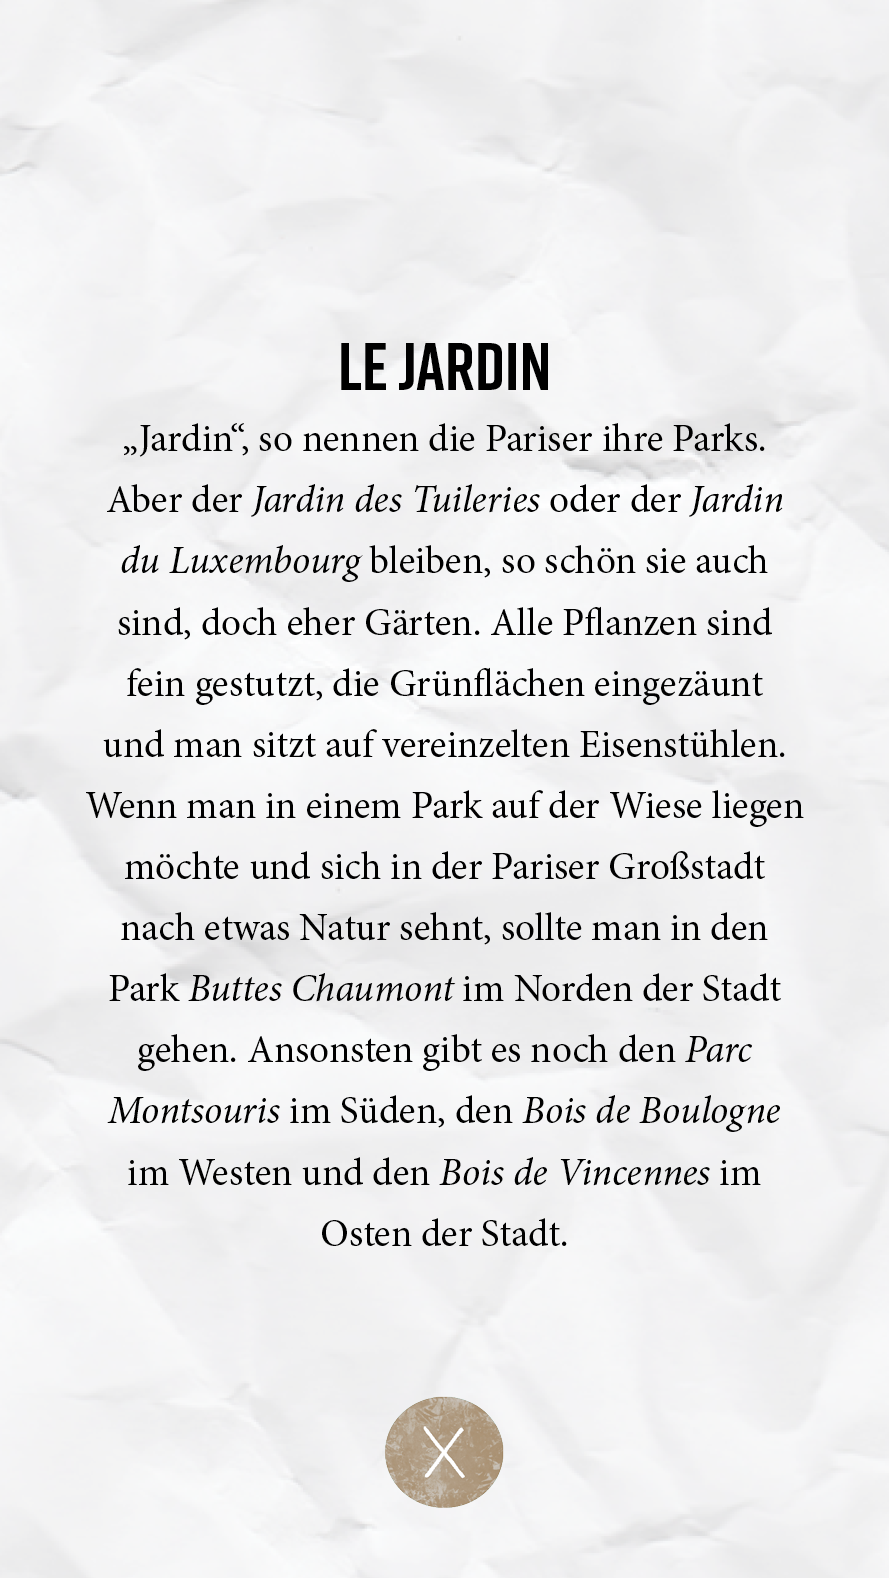 LE JARDIN
„Jardin“, so nennen die Pariser ihre Parks.
Aber der Jardin des Tuileries oder der Jardin
du Luxembourg bleiben, so schön sie auch
sind, doch eher Gärten. Alle Pflanzen sind
fein gestutzt, die Grünflächen eingezäunt
und man sitzt auf vereinzelten Eisenstühlen.
Wenn man in einem Park auf der Wiese liegen
möchte und sich in der Pariser Großstadt
nach etwas Natur sehnt, sollte man in den
Park Buttes Chaumont im Norden der Stadt
gehen. Ansonsten gibt es noch den Parc
Montsouris im Süden, den Bois de Boulogne
im Westen und den Bois de Vincennes im
Osten der Stadt.
X